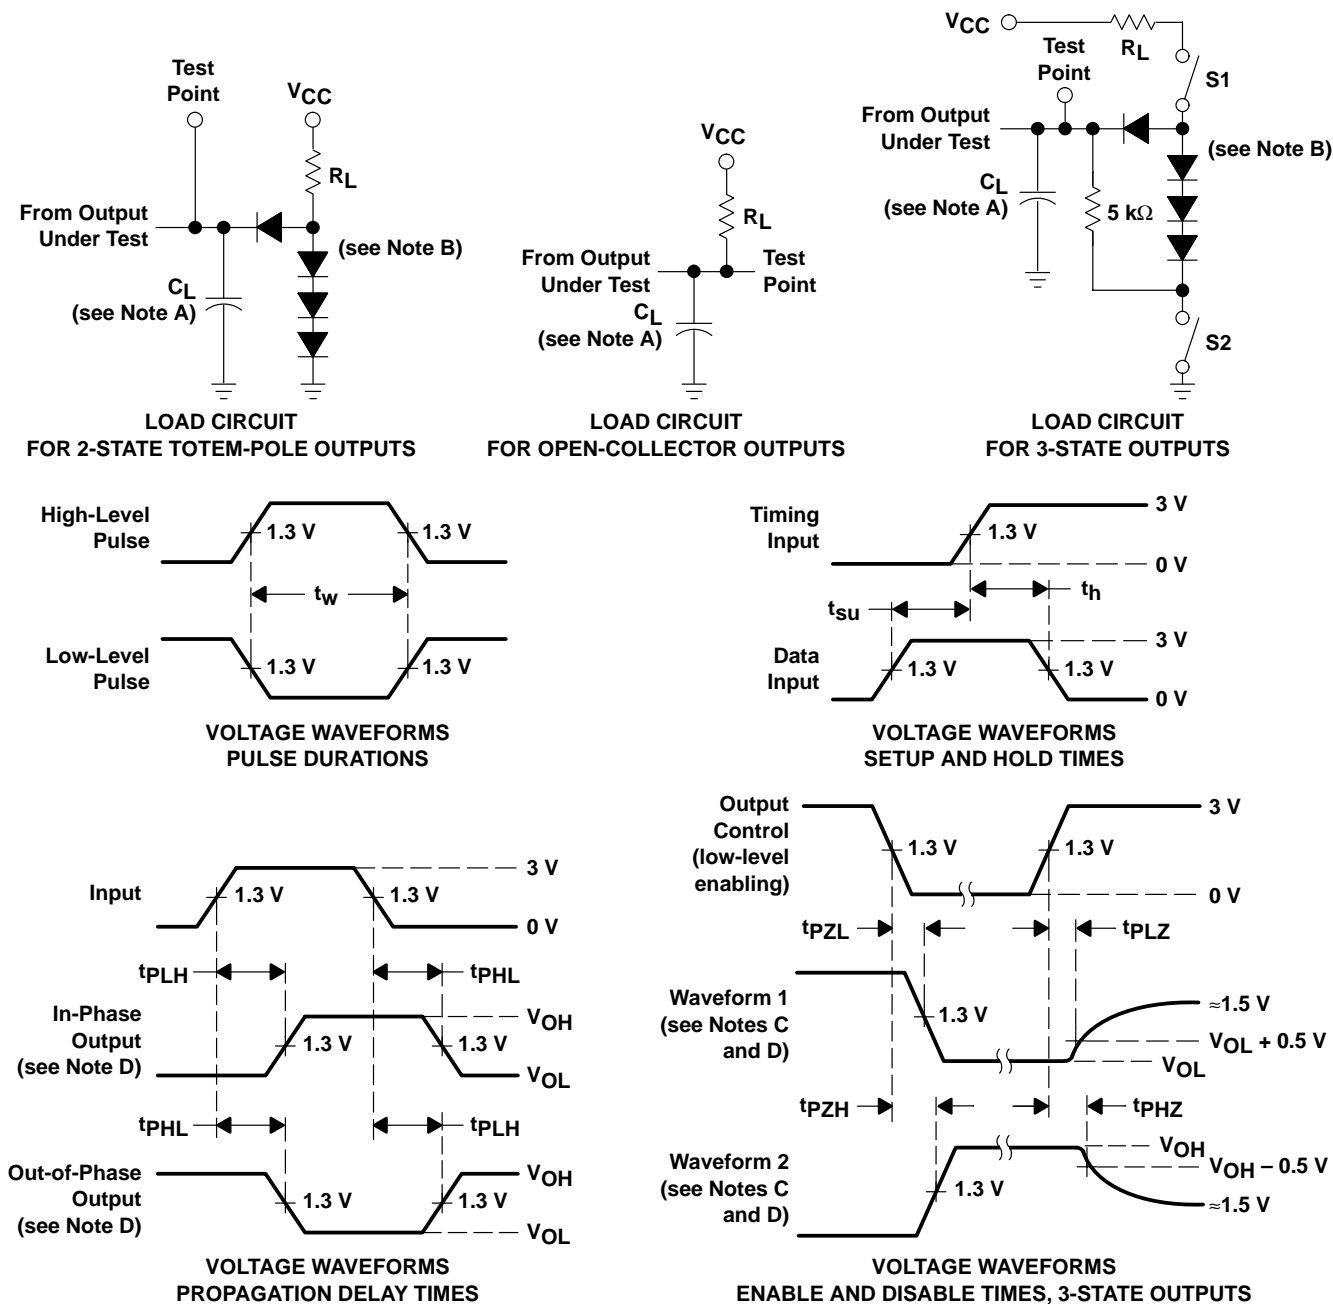 Test
Point
VCC
RL
From Output
Under Test
(see Note B)
CL
(see Note A)
LOAD CIRCUIT
FOR 2-STATE TOTEM-POLE OUTPUTS
VCC
RL
From Output
Under Test
Test
Point
CL
(see Note A)
LOAD CIRCUIT
FOR OPEN-COLLECTOR OUTPUTS
VCC
RL
Test
Point
S1
From Output
Under Test
(see Note B)
CL
(see Note A)
5 kΩ
S2
LOAD CIRCUIT
FOR 3-STATE OUTPUTS
High-Level
Pulse
1.3 V
1.3 V
tw
Low-Level
Pulse
1.3 V
1.3 V
VOLTAGE WAVEFORMS
PULSE DURATIONS
Timing
Input
3 V
1.3 V
0 V
th
tsu
Data
Input
3 V
1.3 V
1.3 V
0 V
VOLTAGE WAVEFORMS
SETUP AND HOLD TIMES
Input
3 V
1.3 V
1.3 V
0 V
tPLH
tPHL
In-Phase
Output
(see Note D)
VOH
1.3 V
1.3 V
VOL
tPHL
tPLH
Out-of-Phase
Output
(see Note D)
VOH
1.3 V
1.3 V
VOL
VOLTAGE WAVEFORMS
PROPAGATION DELAY TIMES
Output
Control
(low-level
enabling)
3 V
1.3 V
1.3 V
0 V
tPZL
tPLZ
Waveform 1
(see Notes C
and D)
1.3 V
≈1.5 V
VOL + 0.5 V
VOL
tPZH
tPHZ
Waveform 2
(see Notes C
and D)
1.3 V
VOH
VOH – 0.5 V
≈1.5 V
VOLTAGE WAVEFORMS
ENABLE AND DISABLE TIMES, 3-STATE OUTPUTS